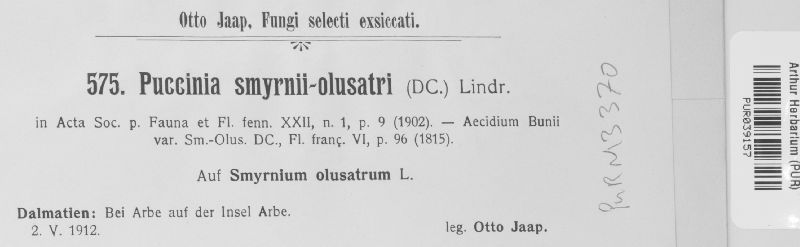 Otto Jaap, Fungi selecti exsiccati.
575. Puccinia smyrnii-olusatri (DC.) Lindr.
in Acta Soc. p. Fauna et Fl. fenn. XXII, n. 1, p. 9 (1902). — Aecidium Bunii
var. Sm.-Olus. DC., Fl. franç. VI, p. 96 (1815).
Auf Smyrnium olusatrum L.
Dalmatien: Bei Arbe auf der Insel Arbe.
2. V. 1912.
leg. Otto Jaap.
PURN3370
Arthur Herbarium (PUR)
PUR039157